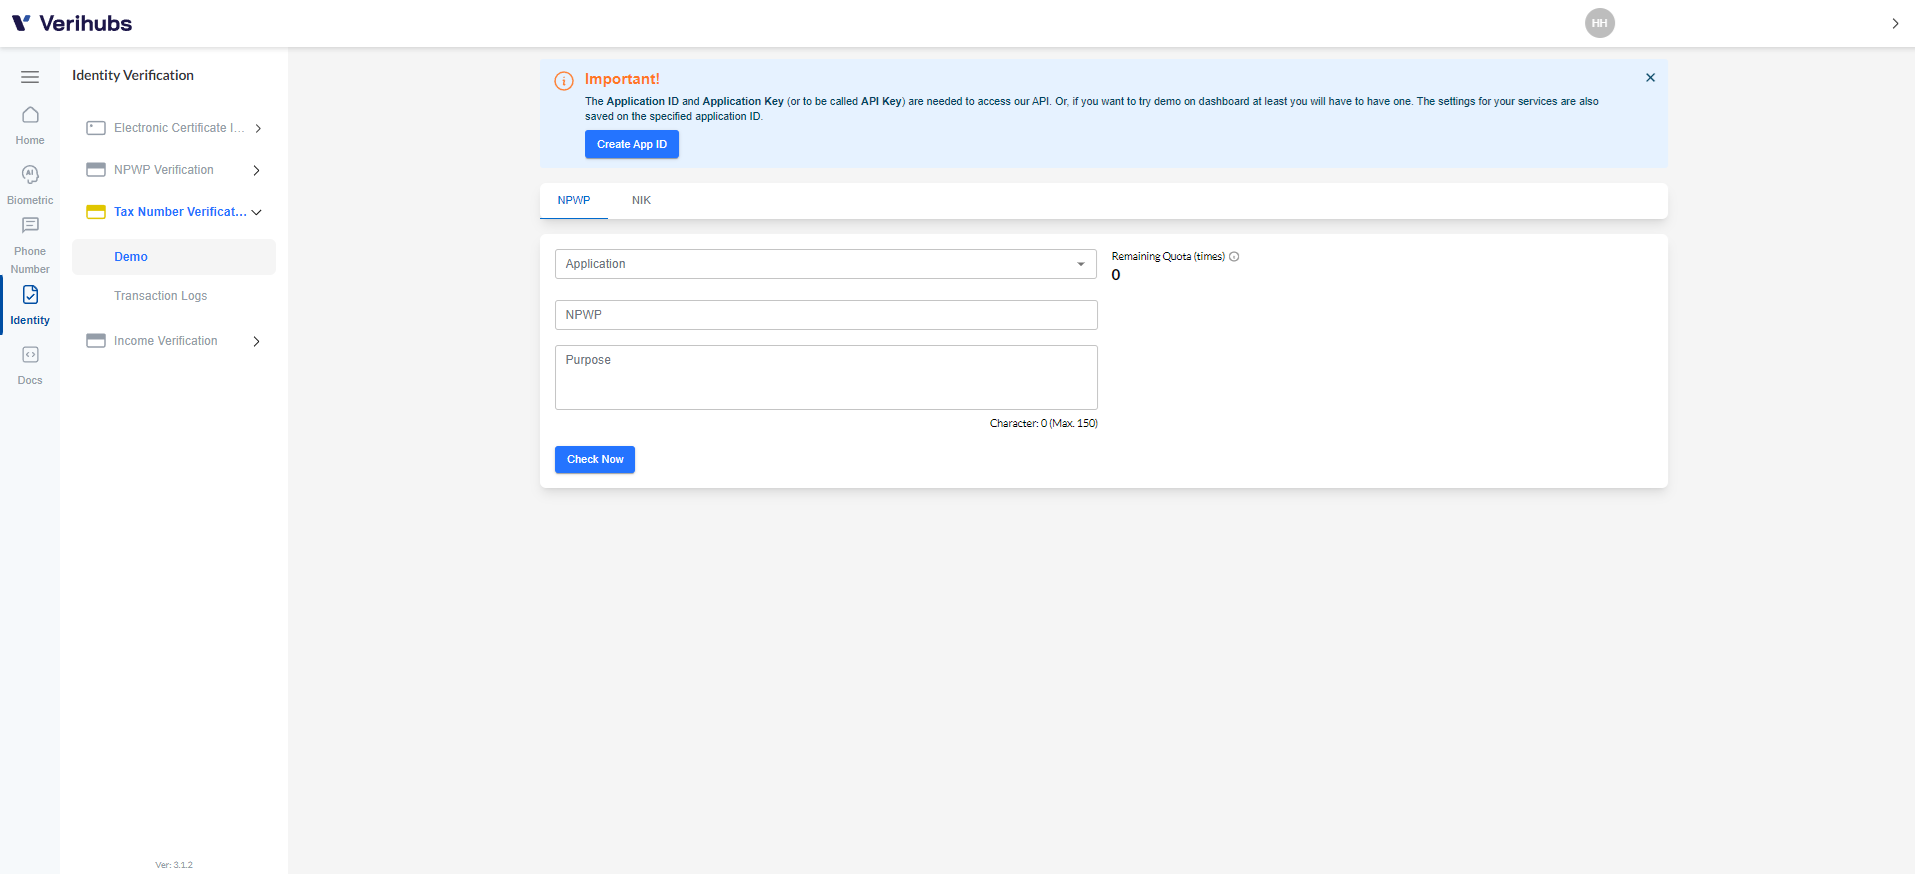 Verihubs
HH
Identity Verification
Home
Biometric
Phone
Number
Identity
Docs
Electronic Certificate I...
NPWP Verification
Tax Number Verificat...
Demo
Transaction Logs
Income Verification
Ver: 3.1.2
Important!
The Application ID and Application Key (or to be called API Key) are needed to access our API. Or, if you want to try demo on dashboard at least you will have to have one. The settings for your services are also
saved on the specified application ID.
Create App ID
NPWP NIK
Application
Remaining Quota (times)
0
NPWP
Purpose
Character: 0 (Max. 150)
Check Now